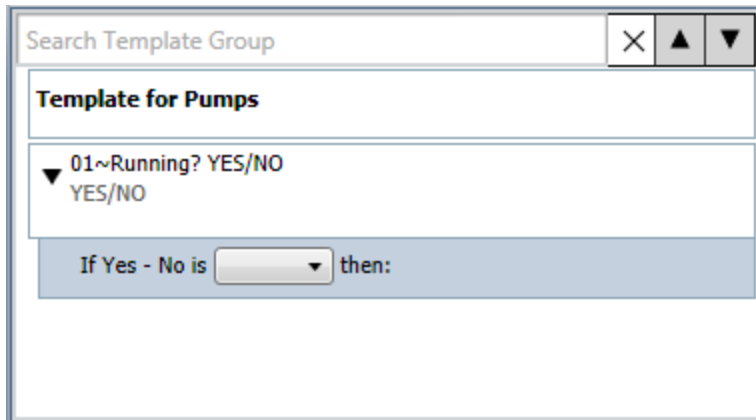 Search Template Group
Template for Pumps
01~Running? YES/NO
YES/NO
If Yes - No is then: